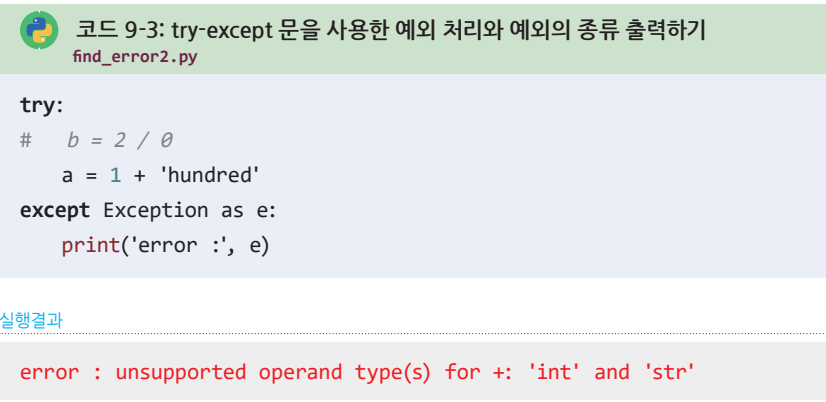 코드 9-3: try-except 문을 사용한 예외 처리와 예외의 종류 출력하기
find_error2.py
try:
#   b = 2 / 0
    a = 1 + 'hundred'
except Exception as e:
    print('error :', e)
실행결과
error : unsupported operand type(s) for +: 'int' and 'str'